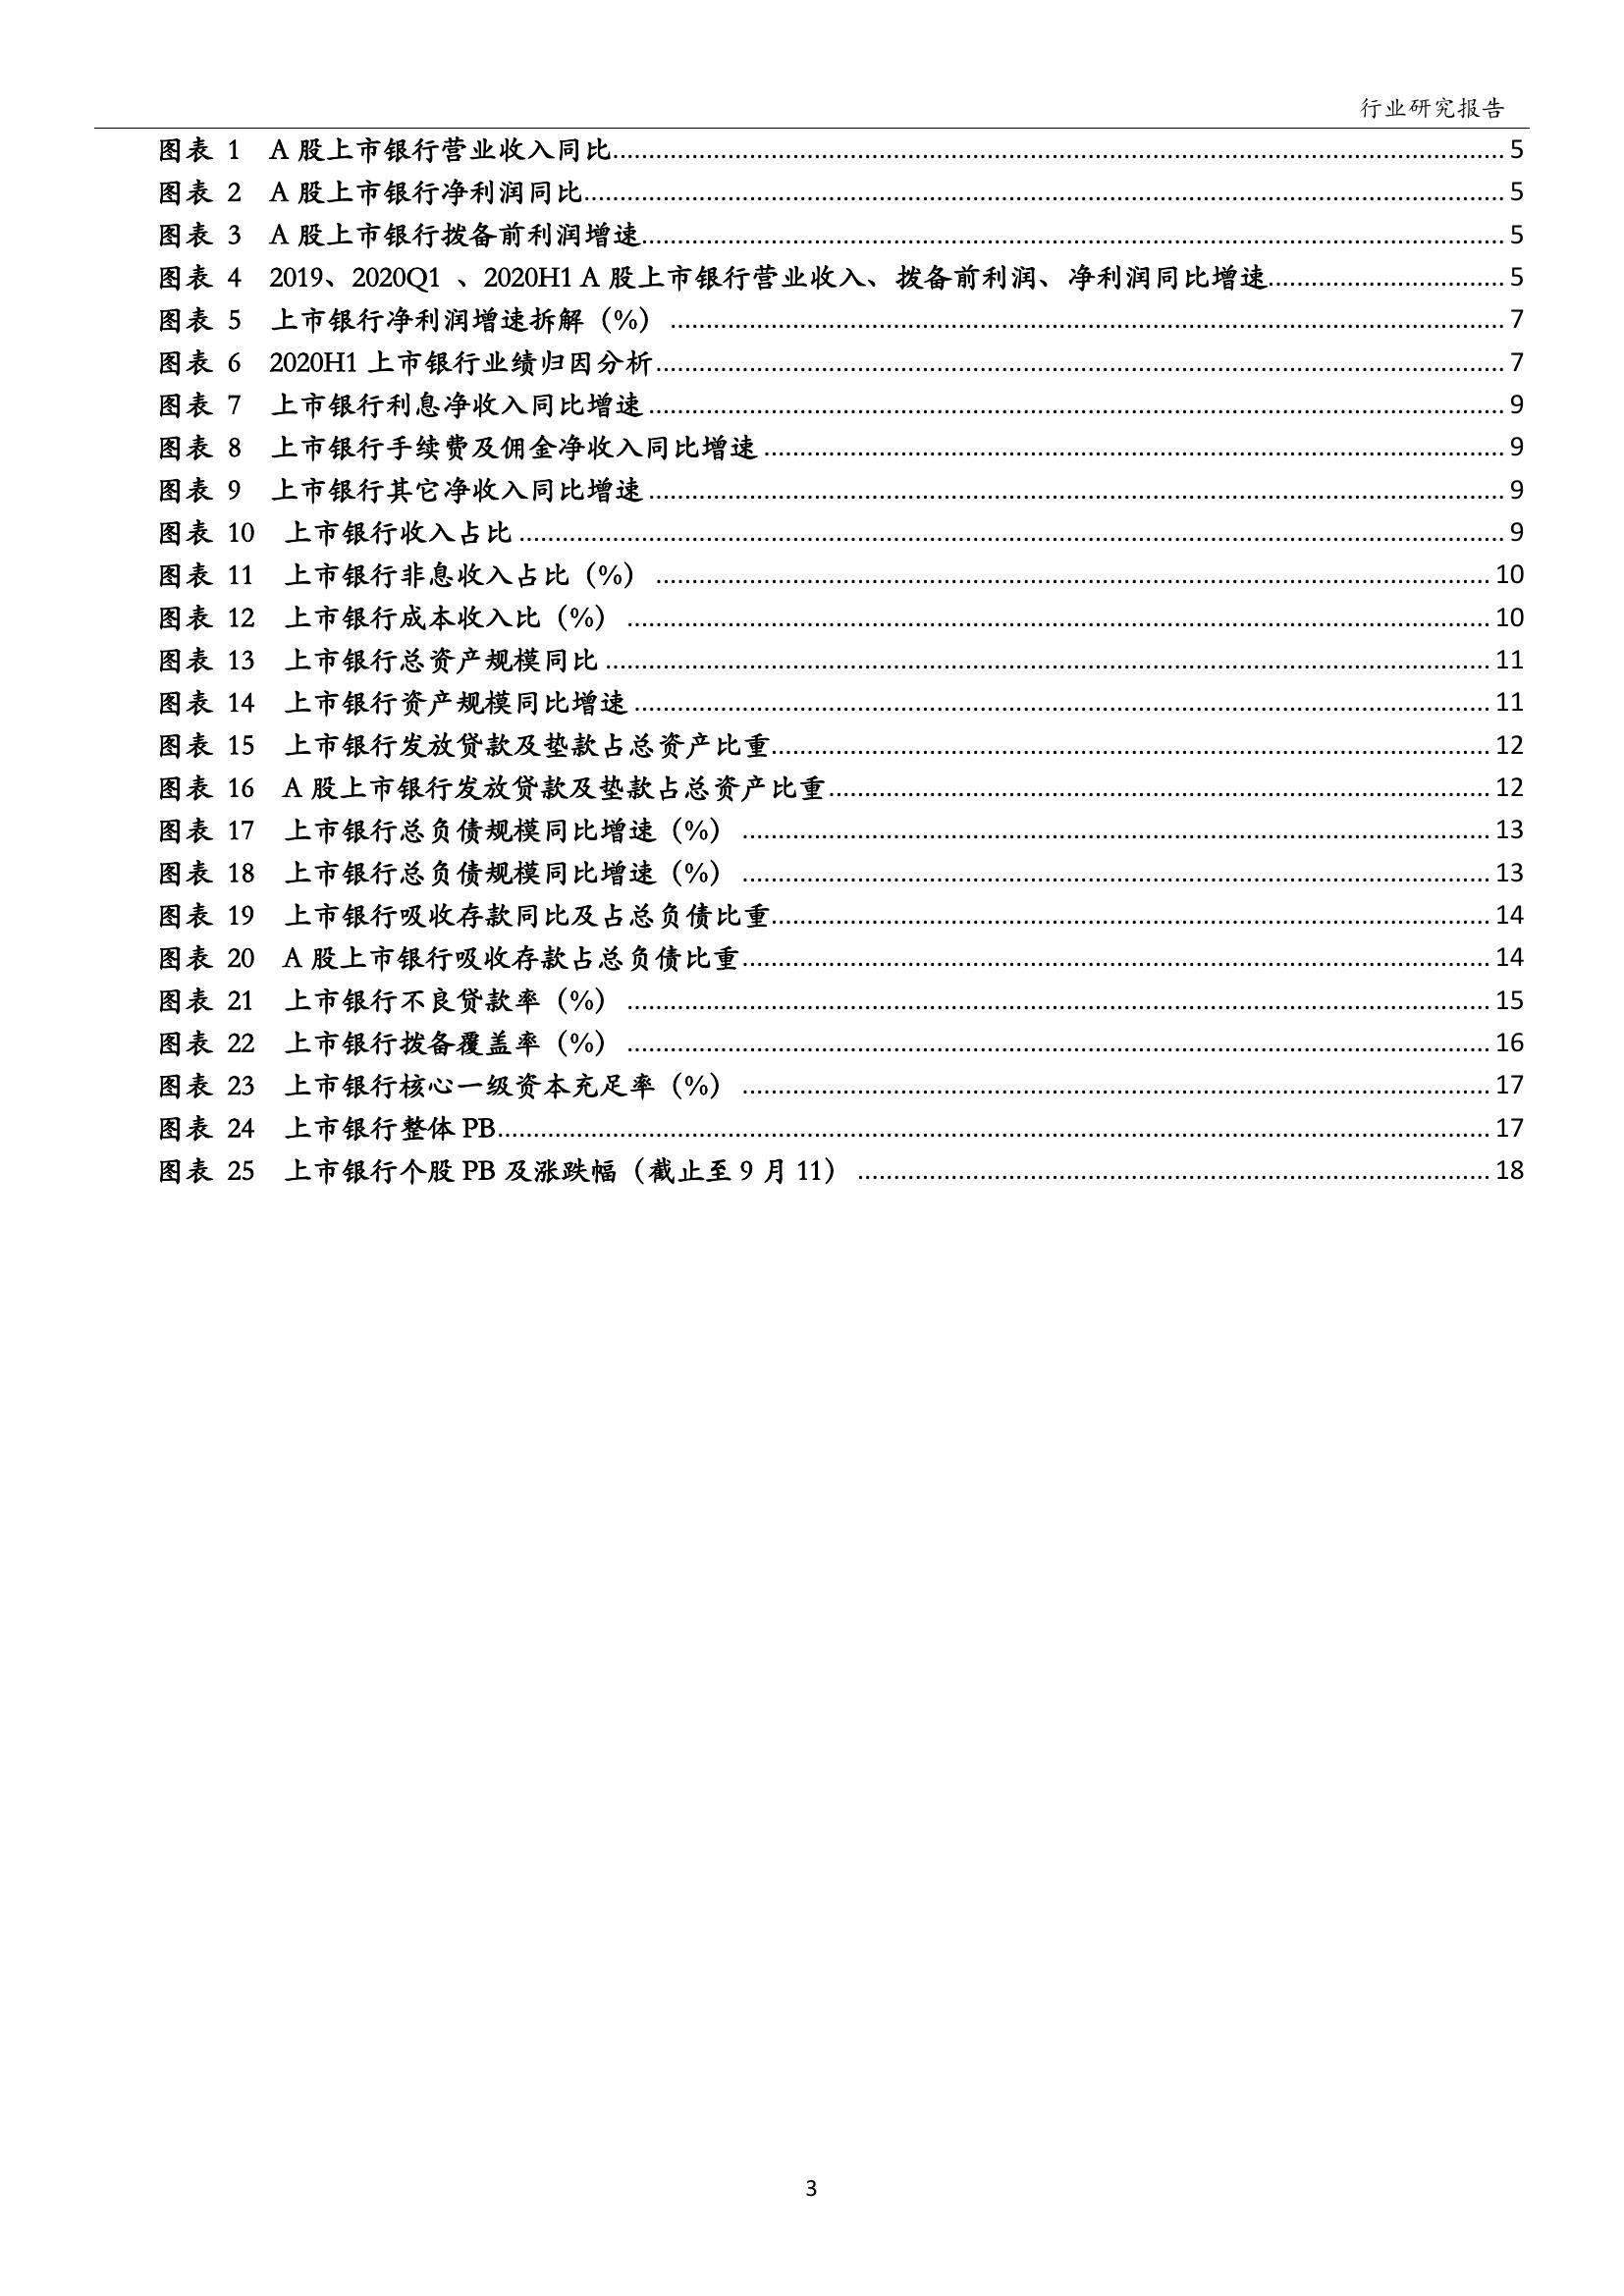 行业研究报告
图表 1 A 股上市银行营业收入同比 5
图表 2 A 股上市银行净利润同比 5
图表 3 A 股上市银行拨备前利润增速 5
图表 4 2019、2020Q1 、2020H1 A 股上市银行营业收入、拨备前利润、净利润同比增速 5
图表 5 上市银行净利润增速拆解（%） 7
图表 6 2020H1 上市银行业绩归因分析 7
图表 7 上市银行利息净收入同比增速 9
图表 8 上市银行手续费及佣金净收入同比增速 9
图表 9 上市银行其它净收入同比增速 9
图表 10 上市银行收入占比 9
图表 11 上市银行非息收入占比（%） 10
图表 12 上市银行成本收入比（%） 10
图表 13 上市银行总资产规模同比 11
图表 14 上市银行资产规模同比增速 11
图表 15 上市银行发放贷款及垫款占总资产比重 12
图表 16 A 股上市银行发放贷款及垫款占总资产比重 12
图表 17 上市银行总负债规模同比增速（%） 13
图表 18 上市银行总负债规模同比增速（%） 13
图表 19 上市银行吸收存款同比及占总负债比重 14
图表 20 A 股上市银行吸收存款占总负债比重 14
图表 21 上市银行不良贷款率（%） 15
图表 22 上市银行拨备覆盖率（%） 16
图表 23 上市银行核心一级资本充足率（%） 17
图表 24 上市银行整体 PB 17
图表 25 上市银行个股 PB 及涨跌幅（截止至 9 月 11） 18
3